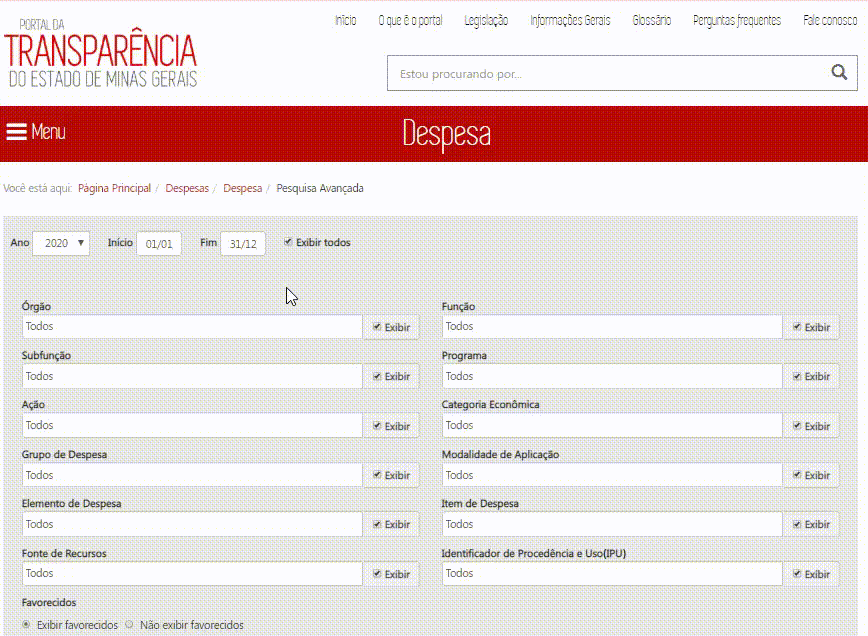 PORTAL DA
TRANSPARÊNCIA
DO ESTADO DE MINAS GERAIS
Início O que é o portal Legislação Informações Gerais Glossário Perguntas frequentes Fale conosco
Estou procurando por...
Menu
Despesa
Você está aqui: Página Principal / Despesas / Despesa / Pesquisa Avançada
Ano 2020 Início 01/01 Fim 31/12 Exibir todos
Órgão Função
Todos Exibir Todos Exibir
Subfunção Programa
Todos Exibir Todos Exibir
Ação Categoria Econômica
Todos Exibir Todos Exibir
Grupo de Despesa Modalidade de Aplicação
Todos Exibir Todos Exibir
Elemento de Despesa Item de Despesa
Todos Exibir Todos Exibir
Fonte de Recursos Identificador de Procedência e Uso(IPU)
Todos Exibir Todos Exibir
Favorecidos
Exibir favorecidos Não exibir favorecidos